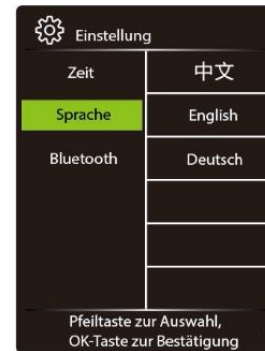 Einstellung
Zeit
中文
Sprache
English
Bluetooth
Deutsch
Pfeiltaste zur Auswahl,
OK-Taste zur Bestätigung